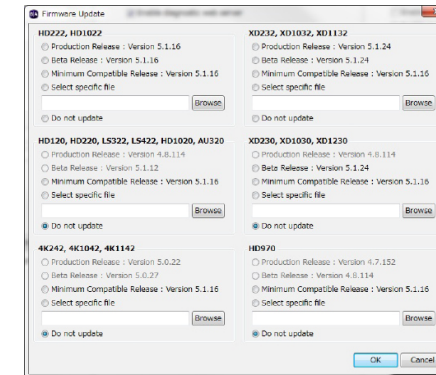 Firmware Update
HD222, HD1022
Production Release : Version 5.1.16
Beta Release : Version 5.1.16
Minimum Compatible Release : Version 5.1.16
Select specific file
Browse
Do not update
XD232, XD1032, XD1132
Production Release : Version 5.1.24
Beta Release : Version 5.1.24
Minimum Compatible Release : Version 5.1.16
Select specific file
Browse
Do not update
HD120, HD220, LS322, LS422, HD1020, AU320
Production Release : Version 4.8.114
Beta Release : Version 5.1.12
Minimum Compatible Release : Version 5.1.16
Select specific file
Browse
Do not update
XD230, XD1030, XD1230
Production Release : Version 4.8.114
Beta Release : Version 5.1.24
Minimum Compatible Release : Version 5.1.16
Select specific file
Browse
Do not update
4K242, 4K1042, 4K1142
Production Release : Version 5.0.22
Beta Release : Version 5.0.27
Minimum Compatible Release : Version 5.1.16
Select specific file
Browse
Do not update
HD970
Production Release : Version 4.7.152
Beta Release : Version 4.8.114
Minimum Compatible Release : Version 5.1.16
Select specific file
Browse
Do not update
OK
Cancel